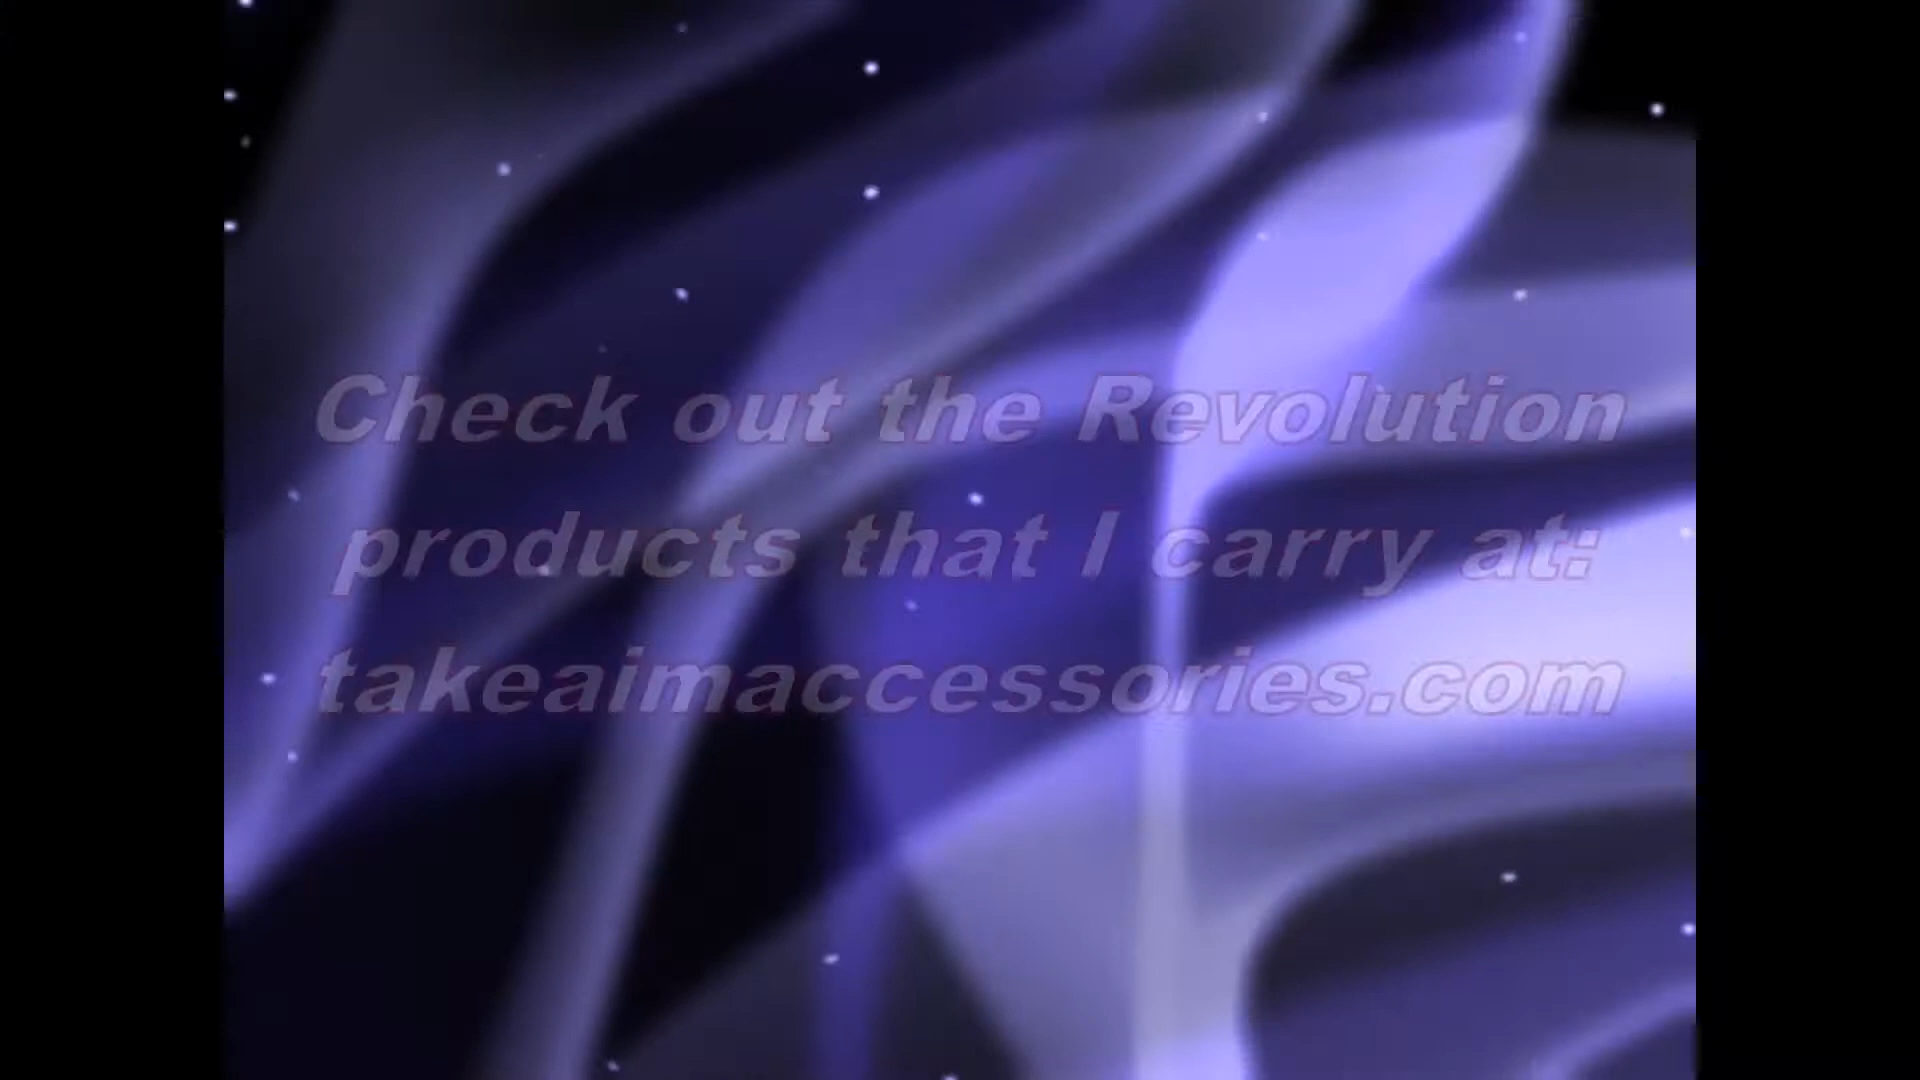 Check out the Revolution
products that I carry at:
takeaimaccessories.com